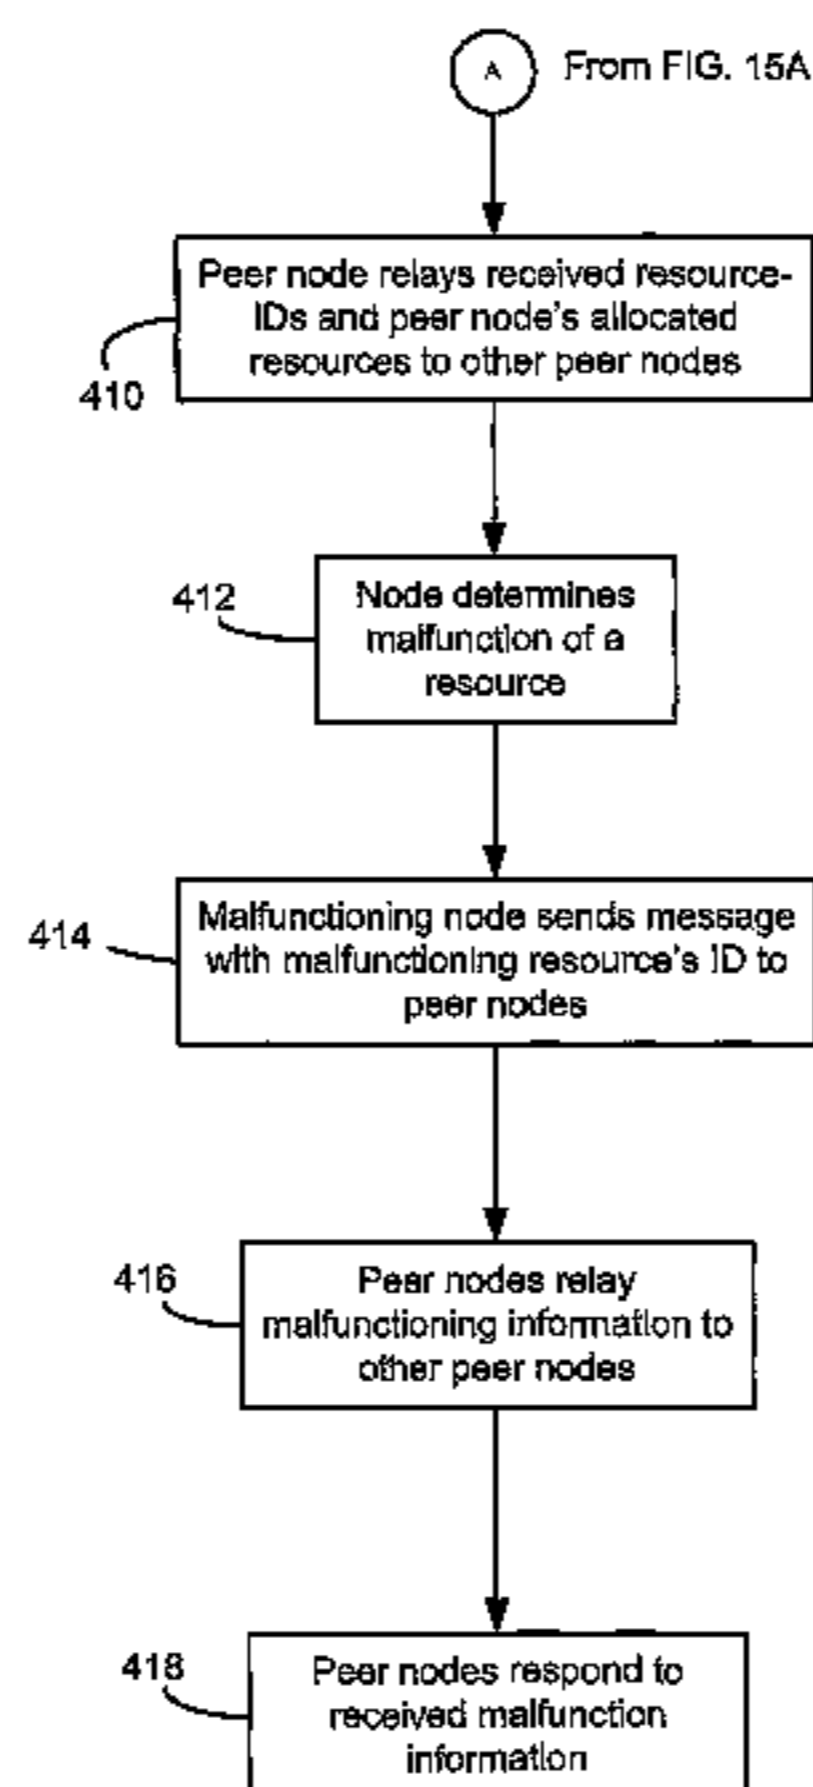 A
From FIG. 15A
Peer node relays received resource-
IDs and peer node's allocated
resources to other peer nodes
410
412
Node determines
malfunction of a
resource
414
Malfunctioning node sends message
with malfunctioning resource's ID to
peer nodes
416
Peer nodes relay
malfunctioning information to
other peer nodes
418
Peer nodes respond to
received malfunction
information